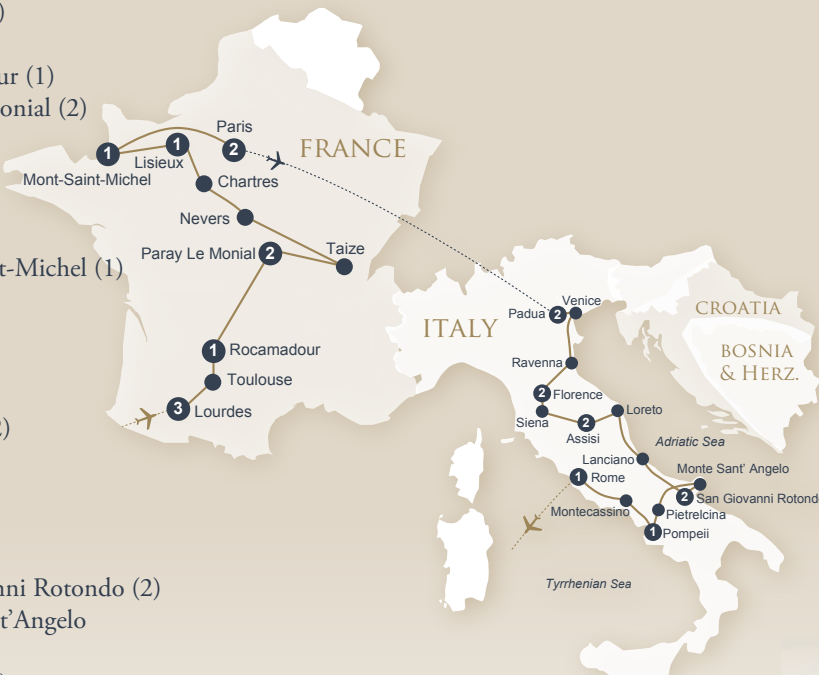 )
ur (1)
onial (2)
t-Michel (1)
2)
nni Rotondo (2)
t’Angelo
FRANCE
Paris
2
1
Lisieux
1
Mont-Saint-Michel
Chartres
Nevers
Taize
Paray Le Monial
2
1
Rocamadour
Toulouse
3
Lourdes
ITALY
CROATIA
BOSNIA
& HERZ.
Venice
Padua
2
Ravenna
2
Florence
Siena
2
Assisi
Loreto
Adriatic Sea
Lanciano
Monte Sant’ Angelo
1
Rome
2
San Giovanni Rotond
Montecassino
Pietrelcina
1
Pompeii
Tyrrhenian Sea